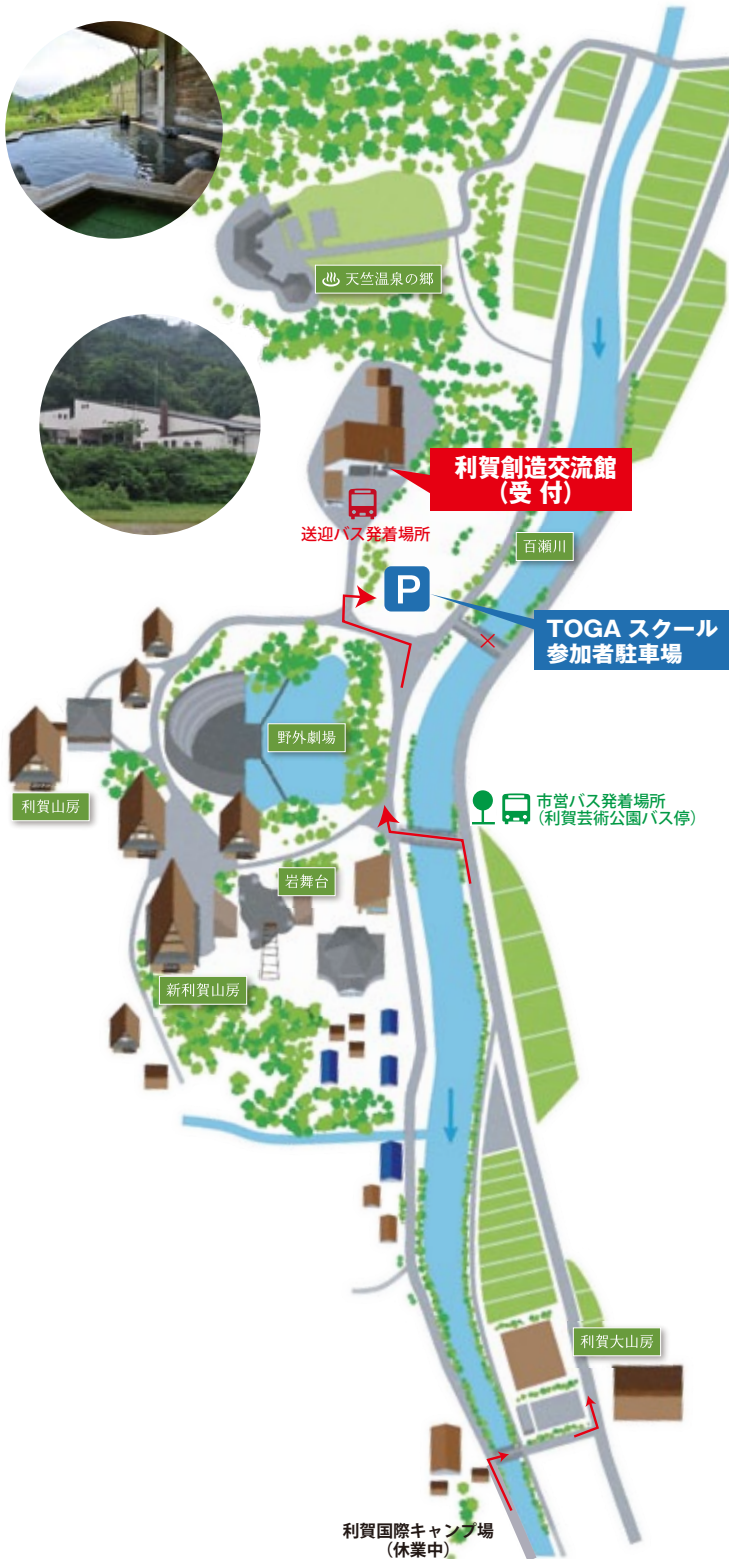 天竺温泉の郷
利賀創造交流館
(受 付)
送迎バス発着場所
百瀬川
P
TOGA スクール
参加者駐車場
野外劇場
利賀山房
市営バス発着場所
(利賀芸術公園バス停)
岩舞台
新利賀山房
利賀大山房
利賀国際キャンプ場
(休業中)